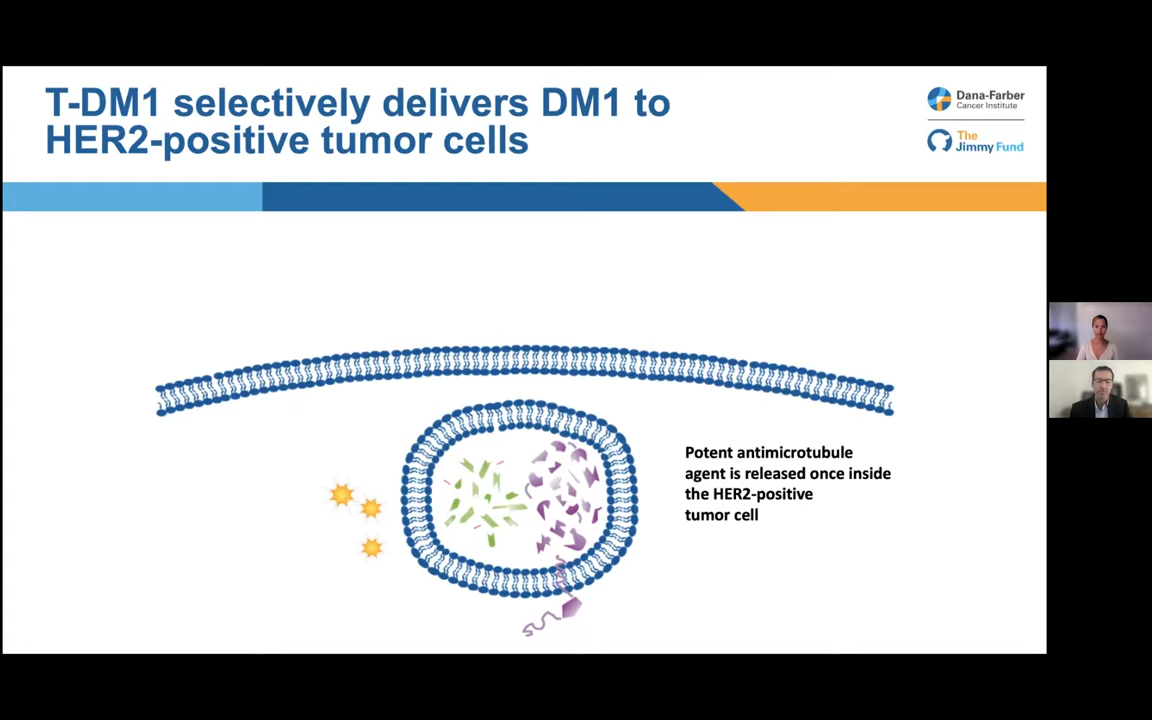 T-DM1 selectively delivers DM1 to
HER2-positive tumor cells
Dana-Farber
Cancer Institute
The
Jimmy Fund
Potent antimicrotubule
agent is released once inside
the HER2-positive
tumor cell